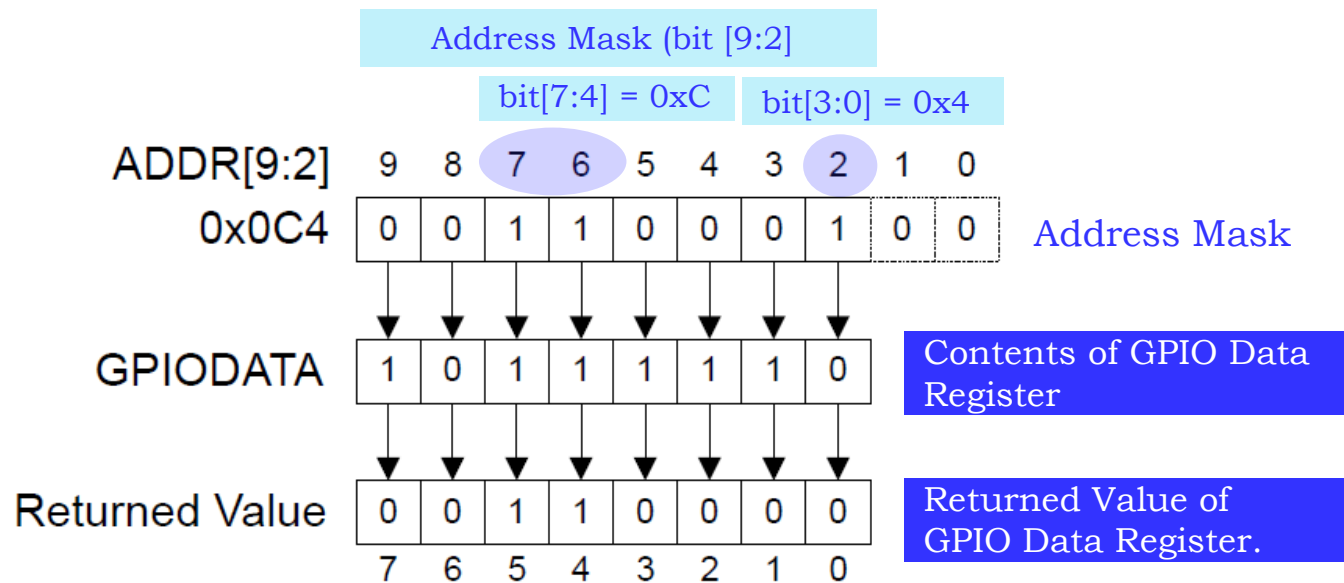 Address Mask (bit [9:2]
bit[7:4] = 0xC bit[3:0] = 0x4
ADDR[9:2] 9 8 7 6 5 4 3 2 1 0
0x0C4 0 0 1 1 0 0 0 1 0 0 Address Mask
GPIODATA 1 0 1 1 1 1 1 0 Contents of GPIO Data
Register
Returned Value 0 0 1 1 0 0 0 0 Returned Value of
GPIO Data Register.
7 6 5 4 3 2 1 0